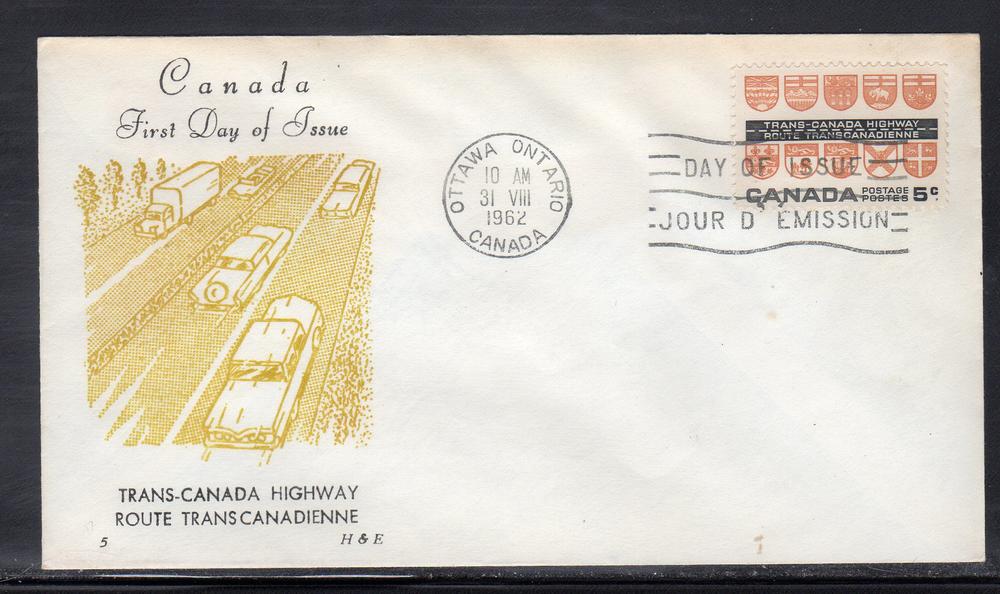 Canada
First Day of Issue
TRANS-CANADA HIGHWAY
ROUTE TRANSCANADIENNE
5
H & E
OTTAWA ONTARIO
10 AM
31 VIII
1962
CANADA
DAY OF ISSUE
JOUR D EMISSION
TRANS-CANADA HIGHWAY
ROUTE TRANSCANADIENNE
CANADA POSTAGE POSTES 5c